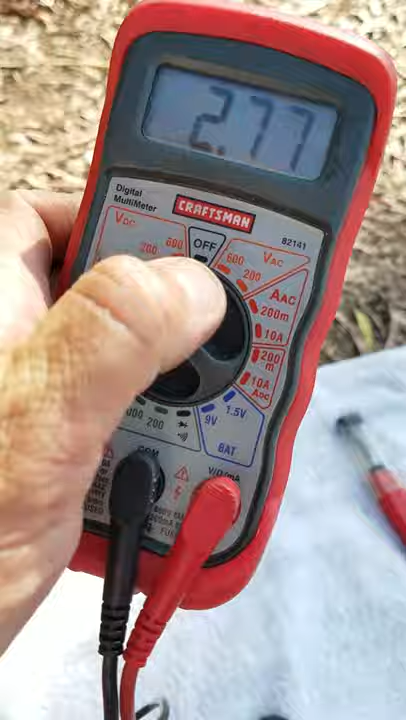 2.77
Digital
MultiMeter
CRAFTSMAN
82141
VDC
200 600
OFF
600 200
VAC
AAC
200m
10A
200
m
10A
ADC
1.5V
9V
BAT
200
COM
V/Ω/mA